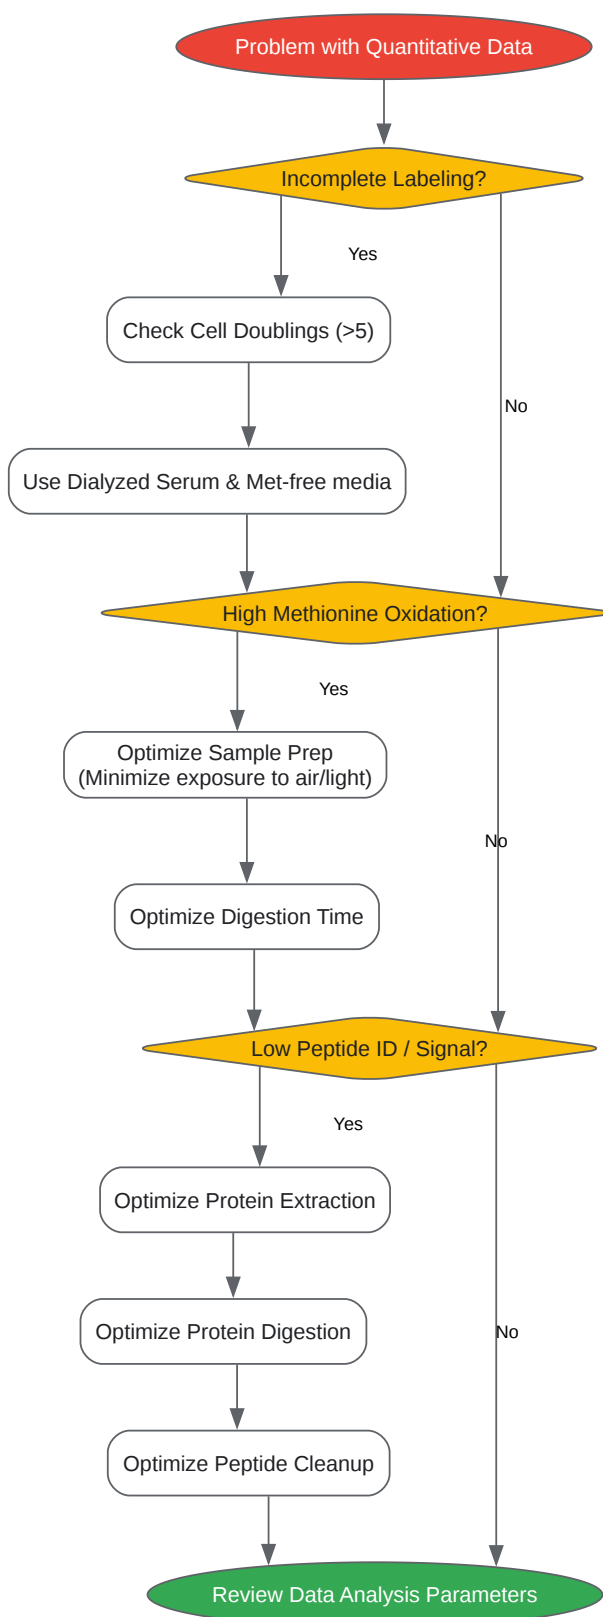 Problem with Quantitative Data
Incomplete Labeling?
Yes
Check Cell Doublings (>5)
No
Use Dialyzed Serum & Met-free media
High Methionine Oxidation?
Yes
Optimize Sample Prep
(Minimize exposure to air/light)
No
Optimize Digestion Time
Low Peptide ID / Signal?
Yes
Optimize Protein Extraction
Optimize Protein Digestion
No
Optimize Peptide Cleanup
Review Data Analysis Parameters